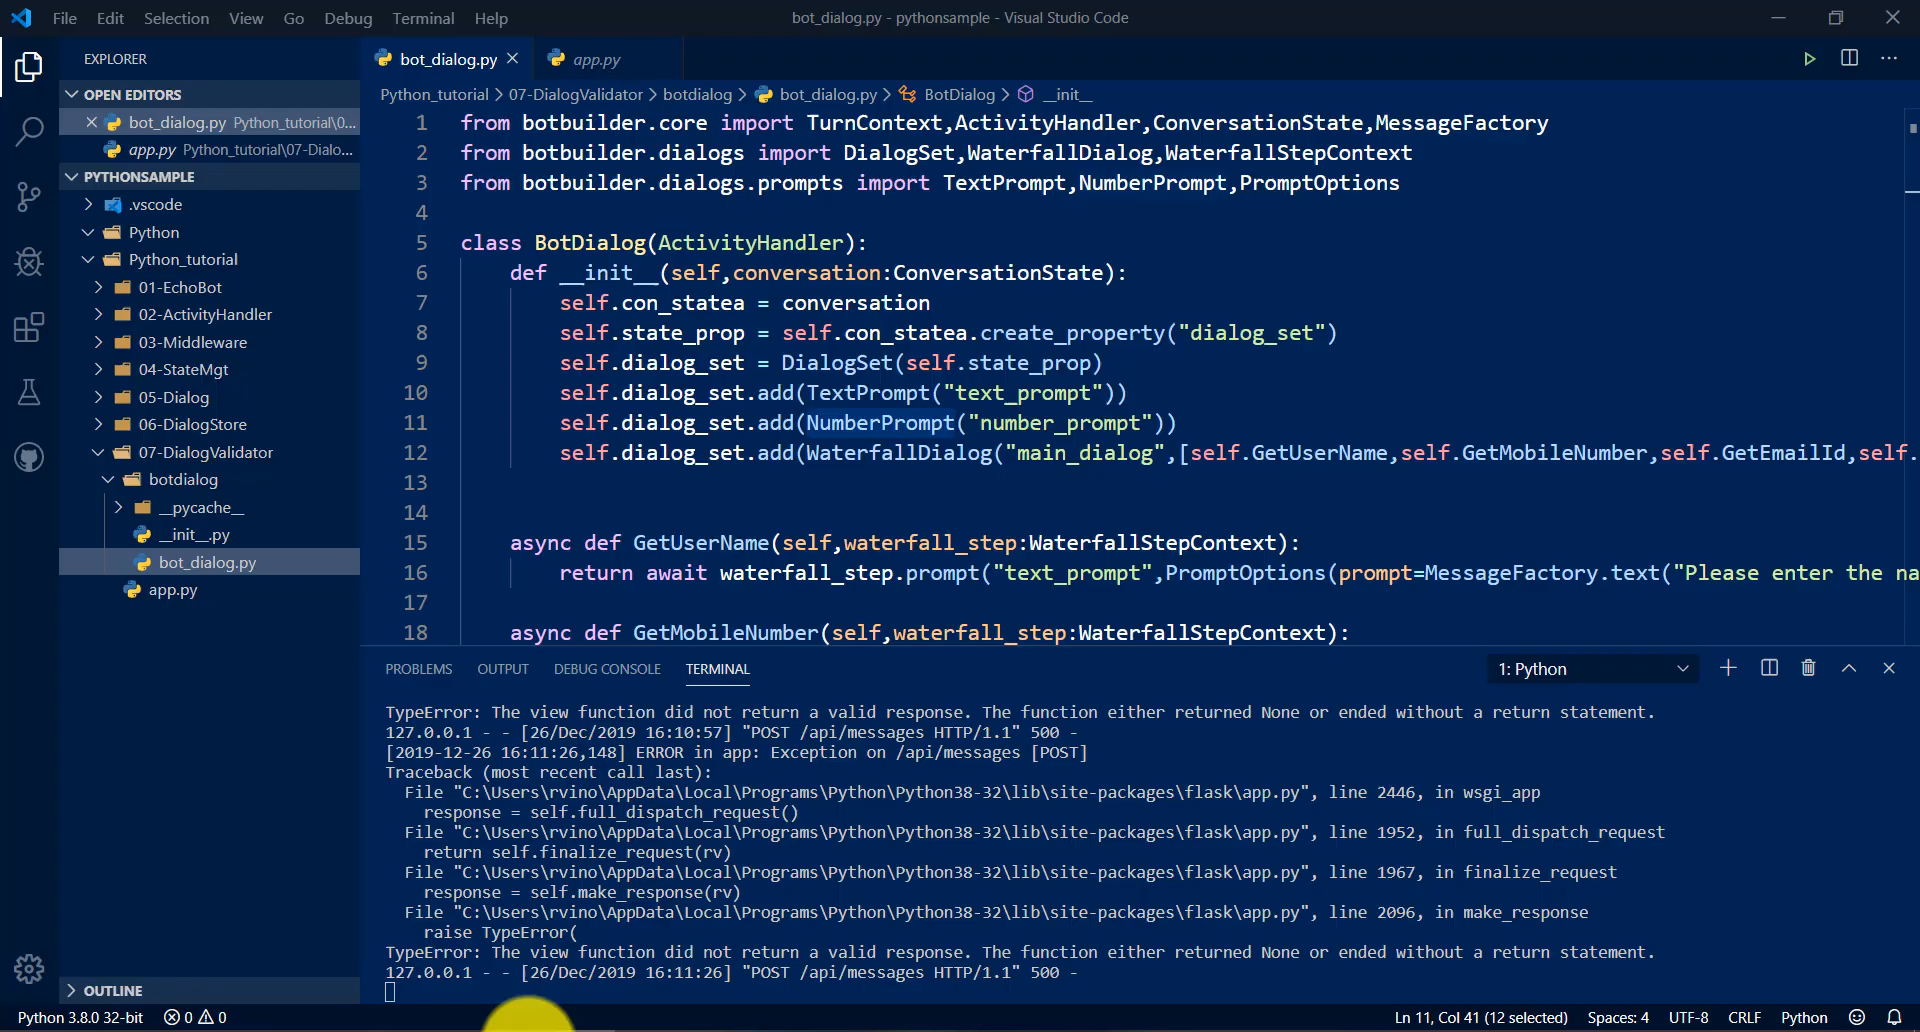 File Edit Selection View Go Debug Terminal Help
bot_dialog.py - pythonsample - Visual Studio Code
EXPLORER
OPEN EDITORS
bot_dialog.py Python_tutorial\0...
app.py Python_tutorial\07-Dialo...
PYTHONSAMPLE
.vscode
Python
Python_tutorial
01-EchoBot
02-ActivityHandler
03-Middleware
04-StateMgt
05-Dialog
06-DialogStore
07-DialogValidator
botdialog
__pycache__
__init__.py
bot_dialog.py
app.py
OUTLINE
bot_dialog.py app.py
Python_tutorial > 07-DialogValidator > botdialog > bot_dialog.py > BotDialog > __init__
1 from botbuilder.core import TurnContext,ActivityHandler,ConversationState,MessageFactory
2 from botbuilder.dialogs import DialogSet,WaterfallDialog,WaterfallStepContext
3 from botbuilder.dialogs.prompts import TextPrompt,NumberPrompt,PromptOptions
4
5 class BotDialog(ActivityHandler):
6 def __init__(self,conversation:ConversationState):
7 self.con_statea = conversation
8 self.state_prop = self.con_statea.create_property("dialog_set")
9 self.dialog_set = DialogSet(self.state_prop)
10 self.dialog_set.add(TextPrompt("text_prompt"))
11 self.dialog_set.add(NumberPrompt("number_prompt"))
12 self.dialog_set.add(WaterfallDialog("main_dialog",[self.GetUserName,self.GetMobileNumber,self.GetEmailId,self.
13
14
15 async def GetUserName(self,waterfall_step:WaterfallStepContext):
16 return await waterfall_step.prompt("text_prompt",PromptOptions(prompt=MessageFactory.text("Please enter the na
17
18 async def GetMobileNumber(self,waterfall_step:WaterfallStepContext):
PROBLEMS OUTPUT DEBUG CONSOLE TERMINAL
1: Python
TypeError: The view function did not return a valid response. The function either returned None or ended without a return statement.
127.0.0.1 - - [26/Dec/2019 16:10:57] "POST /api/messages HTTP/1.1" 500 -
[2019-12-26 16:11:26,148] ERROR in app: Exception on /api/messages [POST]
Traceback (most recent call last):
File "C:\Users\rvino\AppData\Local\Programs\Python\Python38-32\lib\site-packages\flask\app.py", line 2446, in wsgi_app
response = self.full_dispatch_request()
File "C:\Users\rvino\AppData\Local\Programs\Python\Python38-32\lib\site-packages\flask\app.py", line 1952, in full_dispatch_request
return self.finalize_request(rv)
File "C:\Users\rvino\AppData\Local\Programs\Python\Python38-32\lib\site-packages\flask\app.py", line 1967, in finalize_request
response = self.make_response(rv)
File "C:\Users\rvino\AppData\Local\Programs\Python\Python38-32\lib\site-packages\flask\app.py", line 2096, in make_response
raise TypeError(
TypeError: The view function did not return a valid response. The function either returned None or ended without a return statement.
127.0.0.1 - - [26/Dec/2019 16:11:26] "POST /api/messages HTTP/1.1" 500 -
Python 3.8.0 32-bit 0 0
Ln 11, Col 41 (12 selected) Spaces: 4 UTF-8 CRLF Python